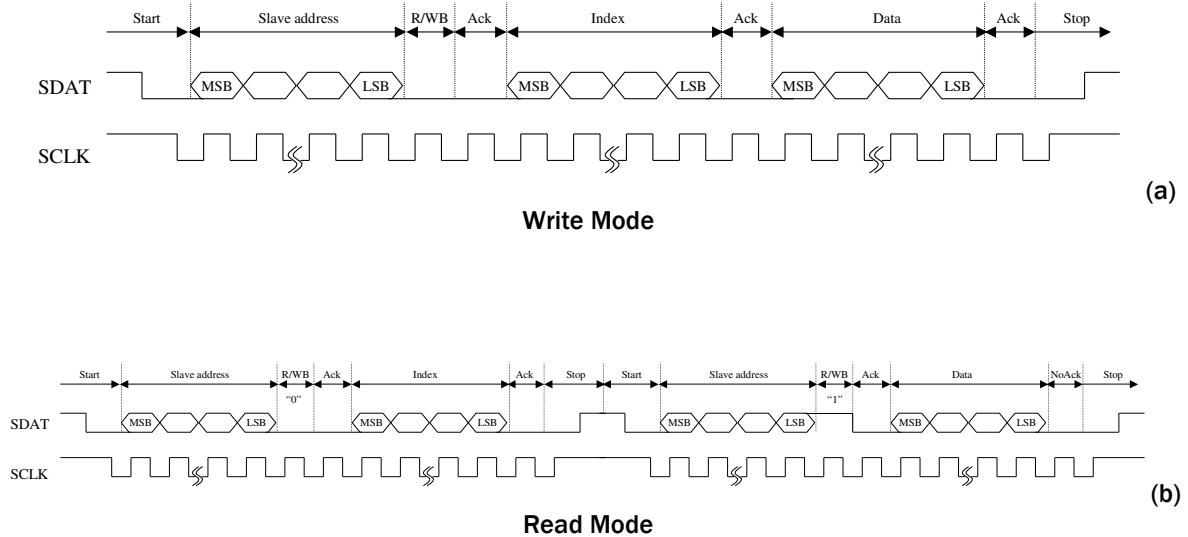 Start Slave address R/WB Ack Index Ack Data Ack Stop
SDAT MSB LSB MSB LSB MSB LSB
SCLK
(a)
Write Mode
Start Slave address R/WB Ack Index Ack Stop Start Slave address R/WB Ack Data NoAck Stop
“0” “1”
SDAT MSB LSB MSB LSB MSB LSB MSB LSB
SCLK
(b)
Read Mode